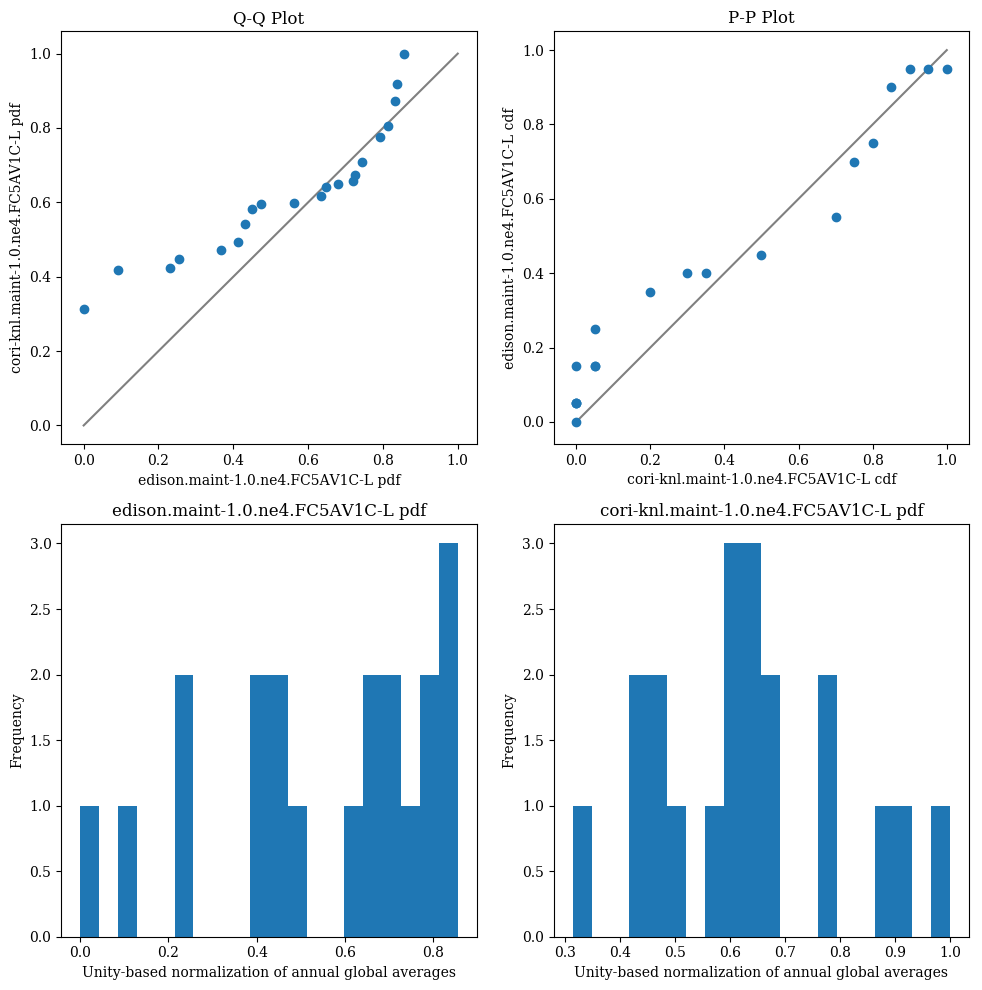 Q-Q Plot
cori-knl.maint-1.0.ne4.FC5AV1C-L pdf
1.0
0.8
0.6
0.4
0.2
0.0
0.0 0.2 0.4 0.6 0.8 1.0
edison.maint-1.0.ne4.FC5AV1C-L pdf
P-P Plot
edison.maint-1.0.ne4.FC5AV1C-L cdf
1.0
0.8
0.6
0.4
0.2
0.0
0.0 0.2 0.4 0.6 0.8 1.0
cori-knl.maint-1.0.ne4.FC5AV1C-L cdf
edison.maint-1.0.ne4.FC5AV1C-L pdf
Frequency
3.0
2.5
2.0
1.5
1.0
0.5
0.0
0.0 0.2 0.4 0.6 0.8
Unity-based normalization of annual global averages
cori-knl.maint-1.0.ne4.FC5AV1C-L pdf
Frequency
3.0
2.5
2.0
1.5
1.0
0.5
0.0
0.3 0.4 0.5 0.6 0.7 0.8 0.9 1.0
Unity-based normalization of annual global averages